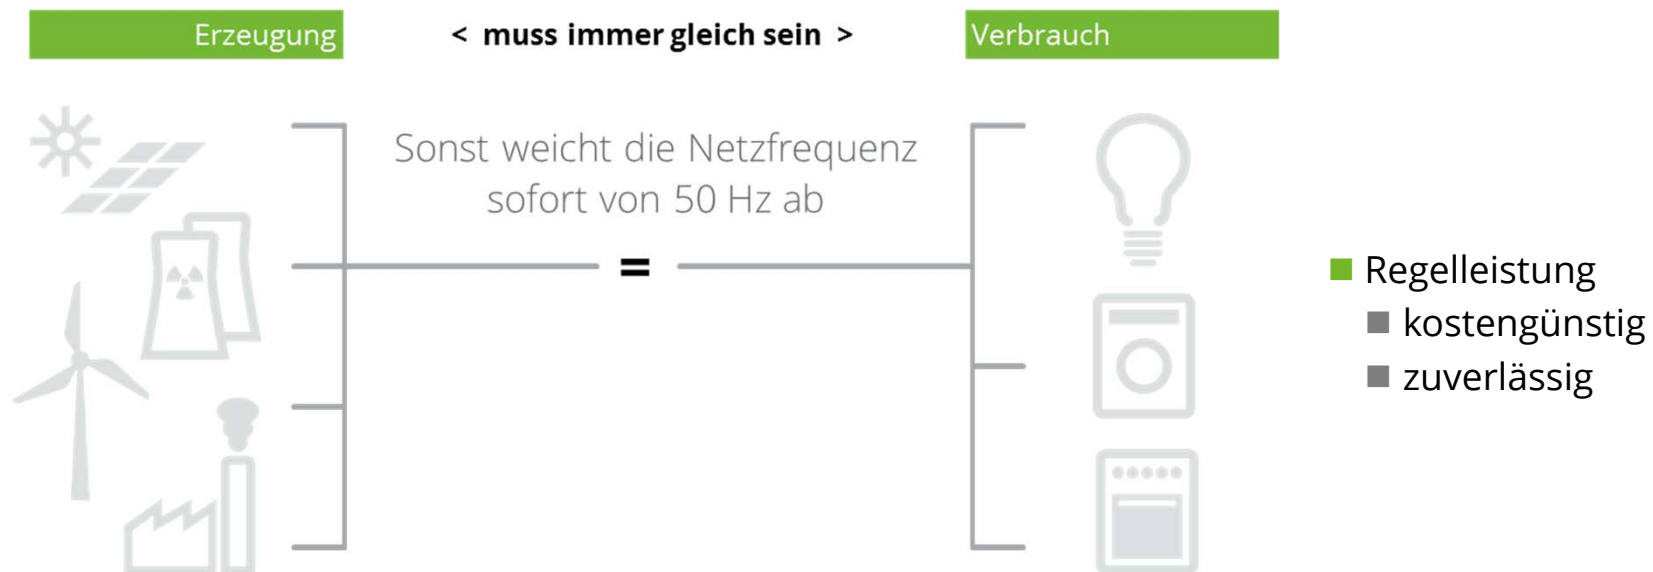 Erzeugung
< muss immer gleich sein >
Verbrauch
Sonst weicht die Netzfrequenz
sofort von 50 Hz ab
=
Regelleistung
kostengünstig
zuverlässig